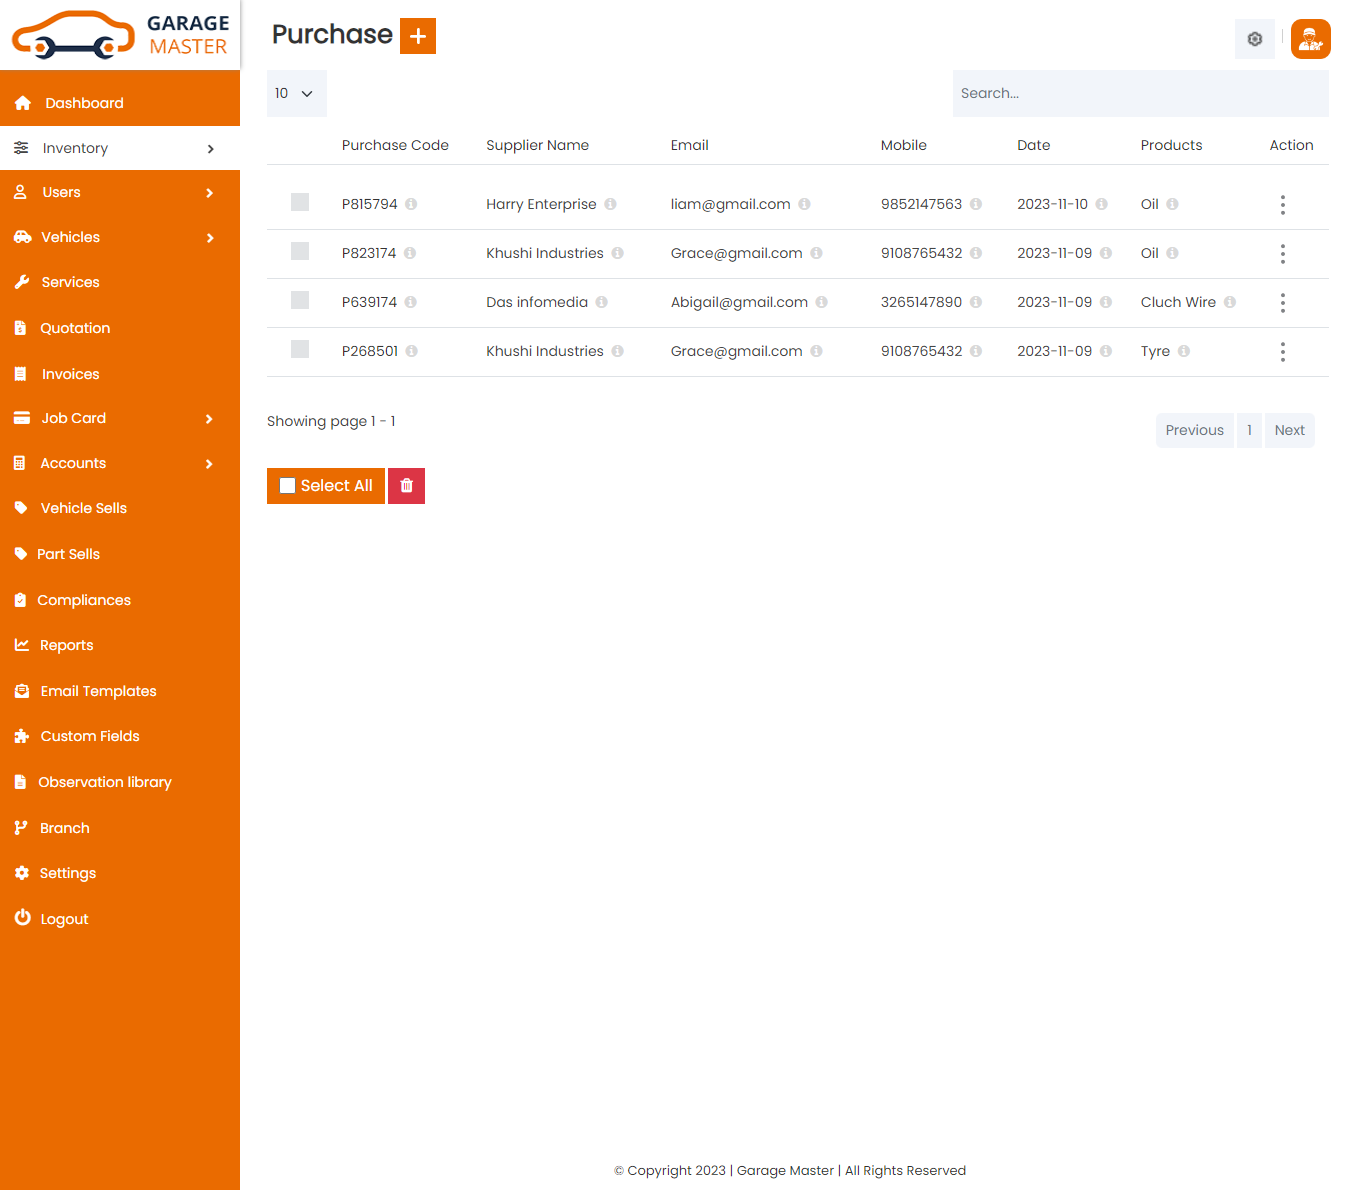 GARAGE
MASTER
Purchase
Dashboard
Inventory
Users
Vehicles
Services
Quotation
Invoices
Job Card
Accounts
Vehicle Sells
Part Sells
Compliances
Reports
Email Templates
Custom Fields
Observation library
Branch
Settings
Logout
10
Search...
Purchase Code Supplier Name Email Mobile Date Products Action
P815794 Harry Enterprise liam@gmail.com 9852147563 2023-11-10 Oil
P823174 Khushi Industries Grace@gmail.com 9108765432 2023-11-09 Oil
P639174 Das infomedia Abigail@gmail.com 3265147890 2023-11-09 Cluch Wire
P268501 Khushi Industries Grace@gmail.com 9108765432 2023-11-09 Tyre
Showing page 1 - 1
Previous 1 Next
Select All
© Copyright 2023 | Garage Master | All Rights Reserved